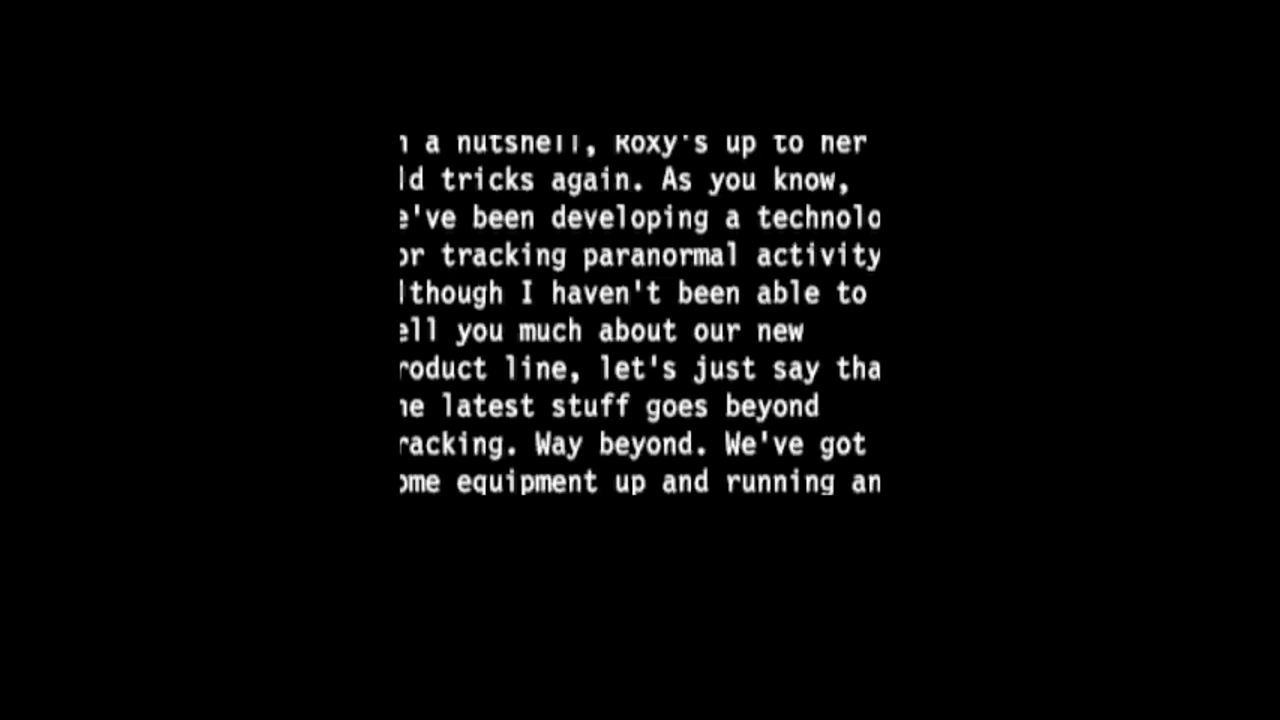 n a nutshell, Roxy's up to her
ld tricks again. As you know,
e've been developing a technolo
or tracking paranormal activity
lthough I haven't been able to
ell you much about our new
roduct line, let's just say tha
he latest stuff goes beyond
racking. Way beyond. We've got
ome equipment up and running an